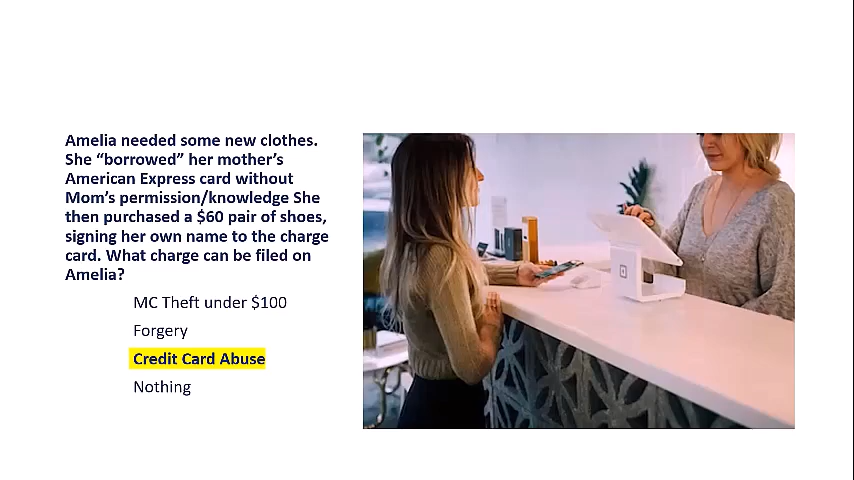 Amelia needed some new clothes.
She “borrowed” her mother’s
American Express card without
Mom’s permission/knowledge She
then purchased a $60 pair of shoes,
signing her own name to the charge
card. What charge can be filed on
Amelia?
MC Theft under $100
Forgery
Credit Card Abuse
Nothing